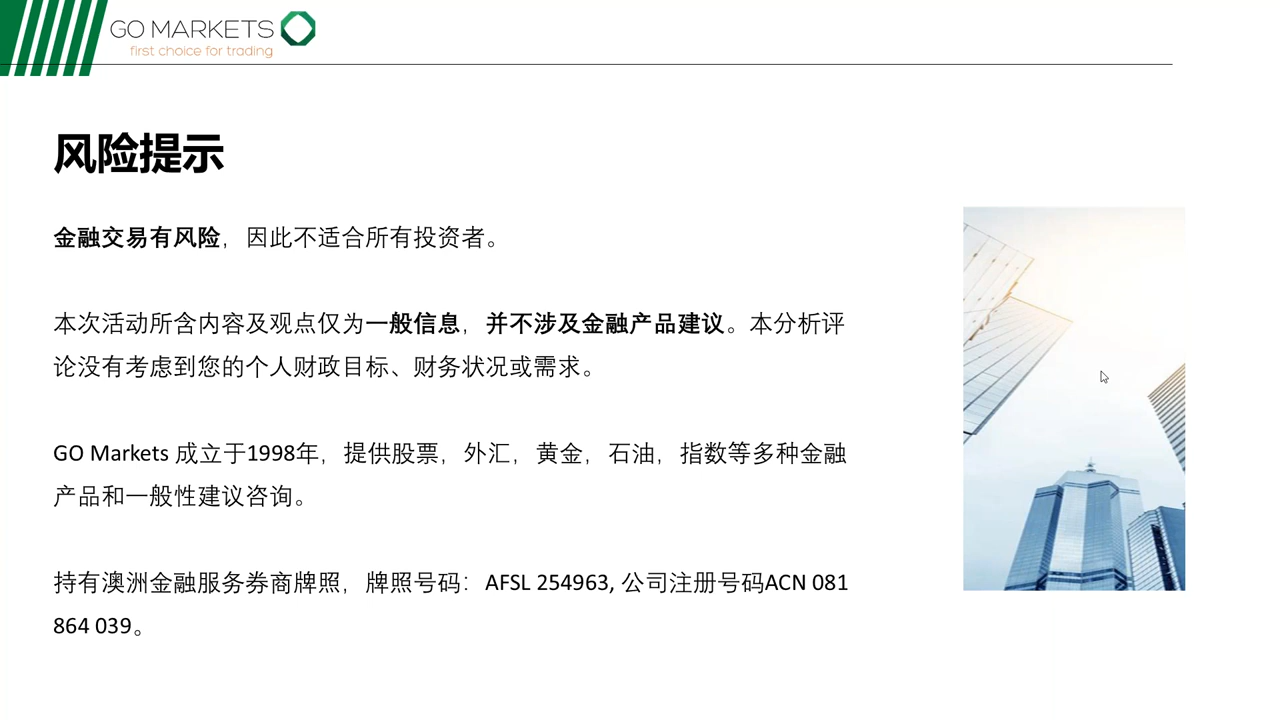 GO MARKETS
first choice for trading
风险提示
金融交易有风险，因此不适合所有投资者。
本次活动所含内容及观点仅为一般信息，并不涉及金融产品建议。本分析评
论没有考虑到您的个人财政目标、财务状况或需求。
GO Markets 成立于1998年，提供股票，外汇，黄金，石油，指数等多种金融
产品和一般性建议咨询。
持有澳洲金融服务券商牌照，牌照号码：AFSL 254963, 公司注册号码ACN 081
864 039。